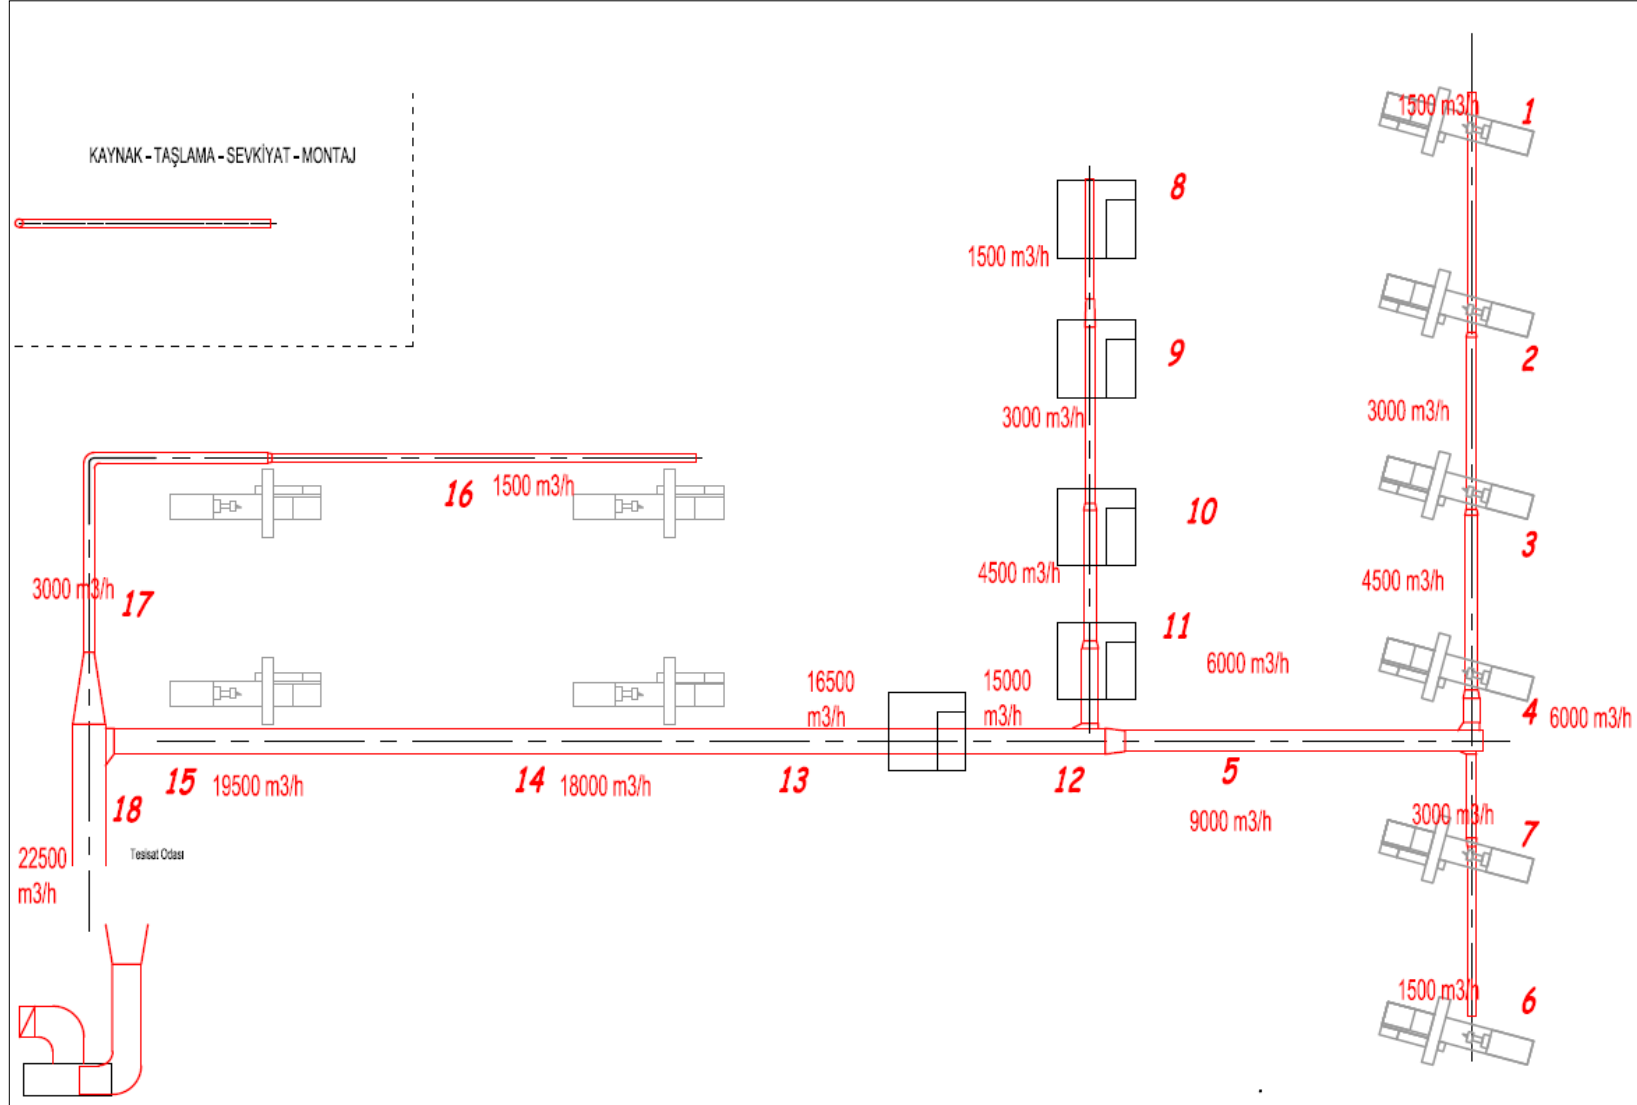 1500 m3/h
1
KAYNAK - TAŞLAMA - SEVKİYAT - MONTAJ
8
1500 m3/h
2
9
3000 m3/h
3000 m3/h
16
1500 m3/h
10
3
4500 m3/h
4500 m3/h
3000 m3/h
17
11
6000 m3/h
16500
m3/h
15000
m3/h
4
6000 m3/h
15
19500 m3/h
14
18000 m3/h
13
12
5
18
9000 m3/h
3000 m3/h
7
22500
m3/h
Tesisat Odası
1500 m3/h
6